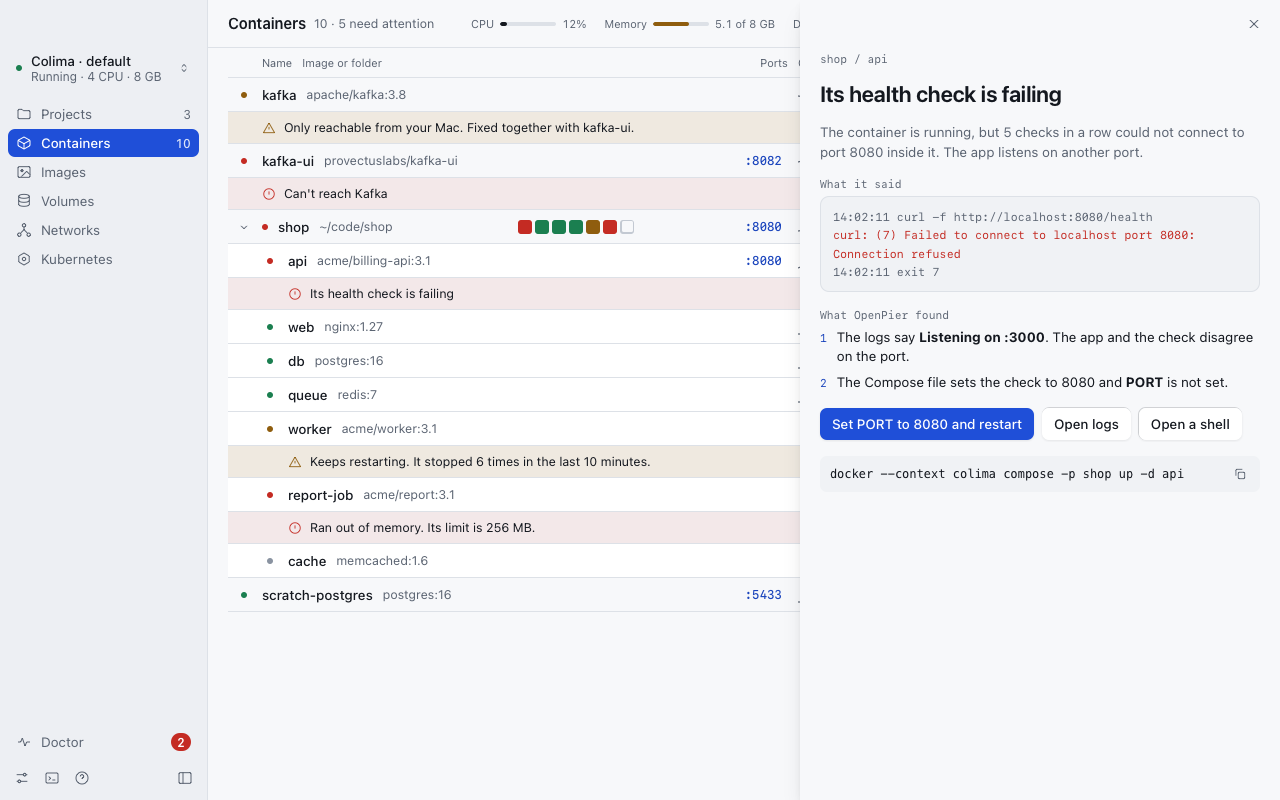 Colima · default
Running · 4 CPU · 8 GB
Projects 3
Containers 10
Images
Volumes
Networks
Kubernetes
Doctor 2
Containers 10 · 5 need attention CPU 12% Memory 5.1 of 8 GB
Name Image or folder Ports
kafka apache/kafka:3.8
Only reachable from your Mac. Fixed together with kafka-ui.
kafka-ui provectuslabs/kafka-ui :8082
Can't reach Kafka
shop ~/code/shop :8080
api acme/billing-api:3.1 :8080
Its health check is failing
web nginx:1.27
db postgres:16
queue redis:7
worker acme/worker:3.1
Keeps restarting. It stopped 6 times in the last 10 minutes.
report-job acme/report:3.1
Ran out of memory. Its limit is 256 MB.
cache memcached:1.6
scratch-postgres postgres:16 :5433
shop / api
Its health check is failing
The container is running, but 5 checks in a row could not connect to
port 8080 inside it. The app listens on another port.
What it said
14:02:11 curl -f http://localhost:8080/health
curl: (7) Failed to connect to localhost port 8080:
Connection refused
14:02:11 exit 7
What OpenPier found
1 The logs say Listening on :3000. The app and the check disagree
on the port.
2 The Compose file sets the check to 8080 and PORT is not set.
Set PORT to 8080 and restart Open logs Open a shell
docker --context colima compose -p shop up -d api